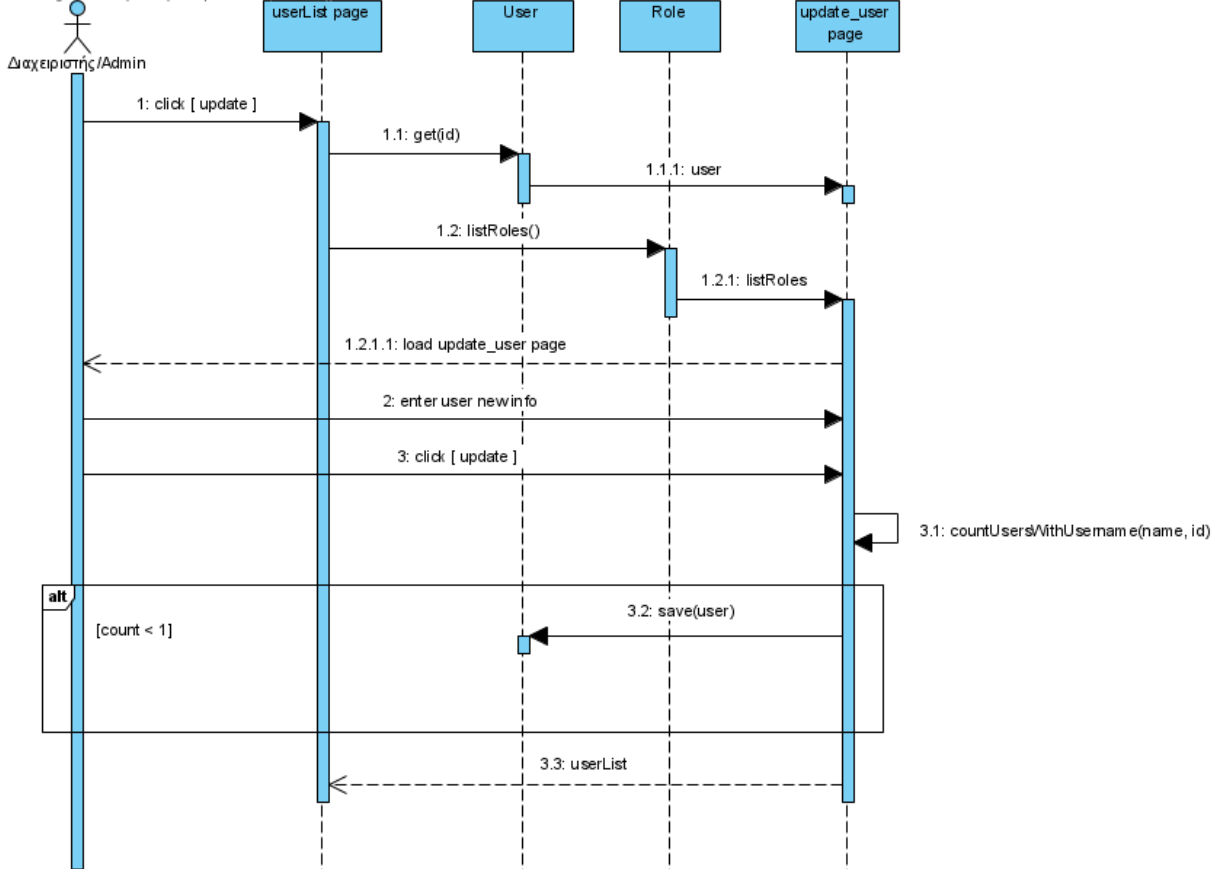 userList page
User
Role
update_user
page
Διαχειριστής/Admin
1: click [ update ]
1.1: get(id)
1.1.1: user
1.2: listRoles()
1.2.1: listRoles
1.2.1.1: load update_user page
2: enter user new info
3: click [ update ]
3.1: countUsersWithUsername(name, id)
alt
3.2: save(user)
[count < 1]
3.3: userList